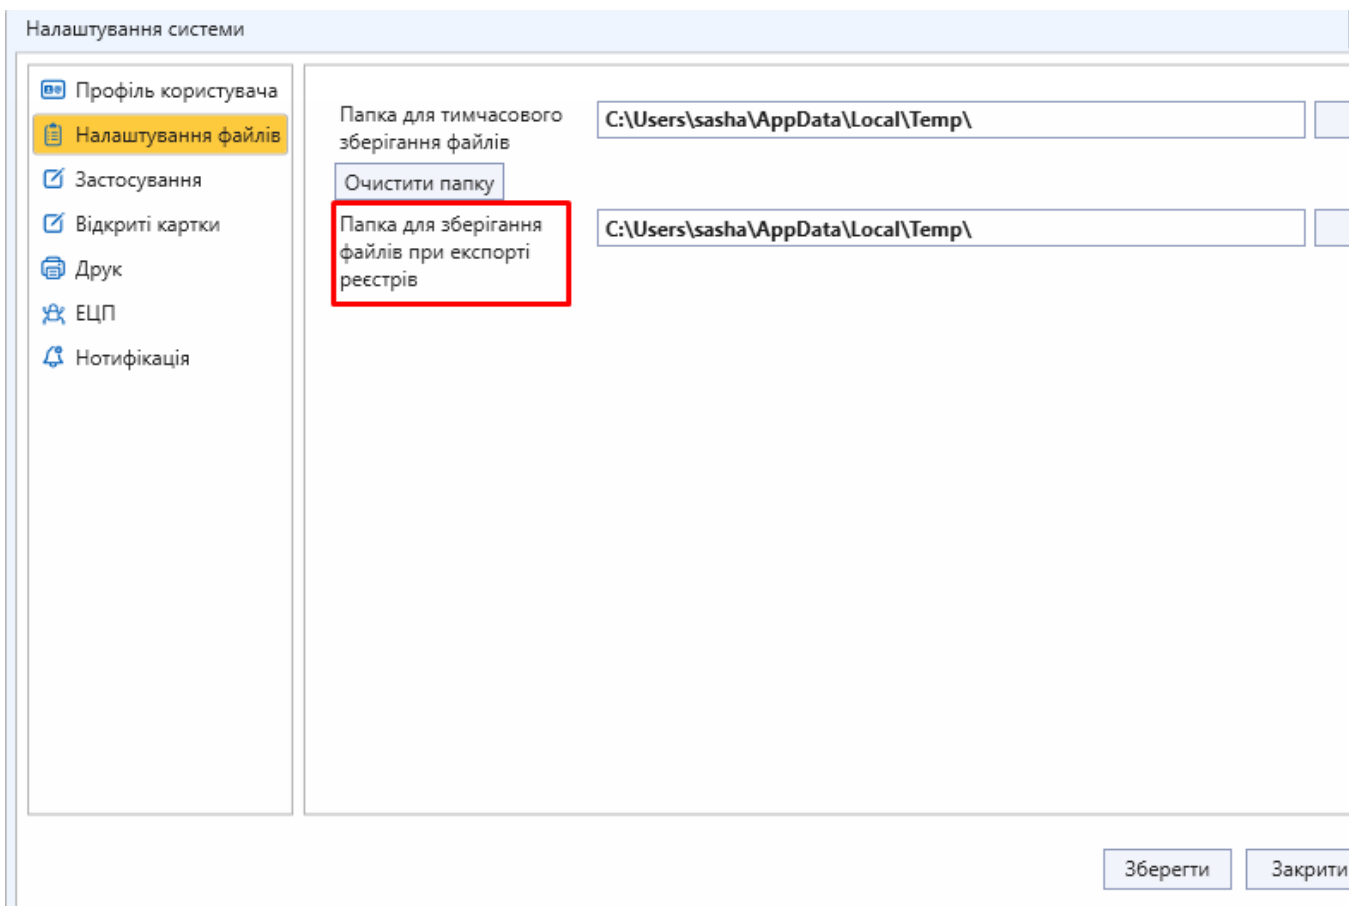 Налаштування системи
Профіль користувача
Налаштування файлів
Застосування
Відкриті картки
Друк
ЕЦП
Нотифікація
Папка для тимчасового
зберігання файлів
C:\Users\sasha\AppData\Local\Temp\
Очистити папку
Папка для зберігання
файлів при експорті
реєстрів
C:\Users\sasha\AppData\Local\Temp\
Зберегти
Закрити